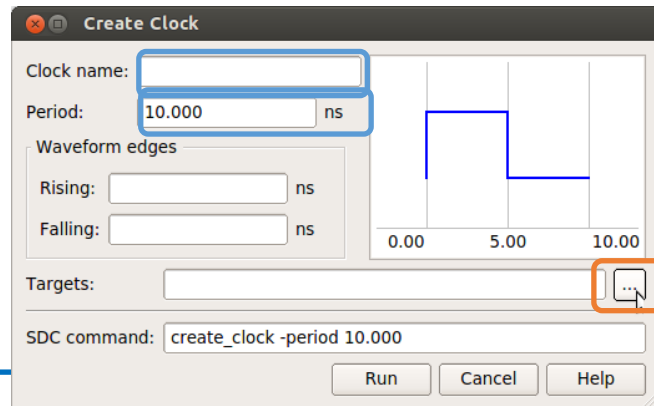 Create Clock
Clock name:
Period: 10.000 ns
Waveform edges
Rising: ns
Falling: ns
0.00 5.00 10.00
Targets: ...
SDC command: create_clock -period 10.000
Run Cancel Help